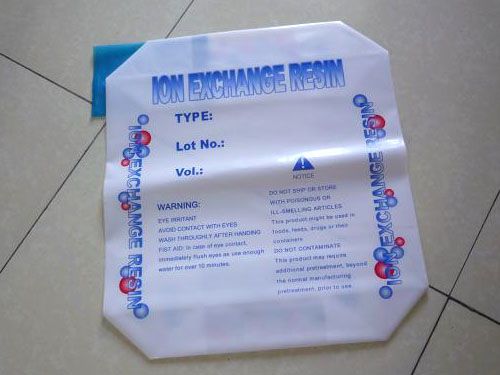 ION EXCHANGE RESIN
TYPE:
Lot No.:
Vol.:
NOTICE
WARNING:
EYE IRRITANT
AVOID CONTACT WITH EYES
WASH THROUGHLY AFTER HANDING
FIST AID: In case of eye contact,
immediately flush eyes as use enough
water for over 10 minutes.
DO NOT SHIP OR STORE
WITH POISONOUS OR
ILL-SMELLING ARTICLES
This product might be used in
foods, feeds, drugs or their
containers
DO NOT CONTAMINATE
This product may require
additional pretreatment, beyond
the normal manufacturing
pretreatment, prior to use.
ION EXCHANGE RESIN
ION EXCHANGE RESIN